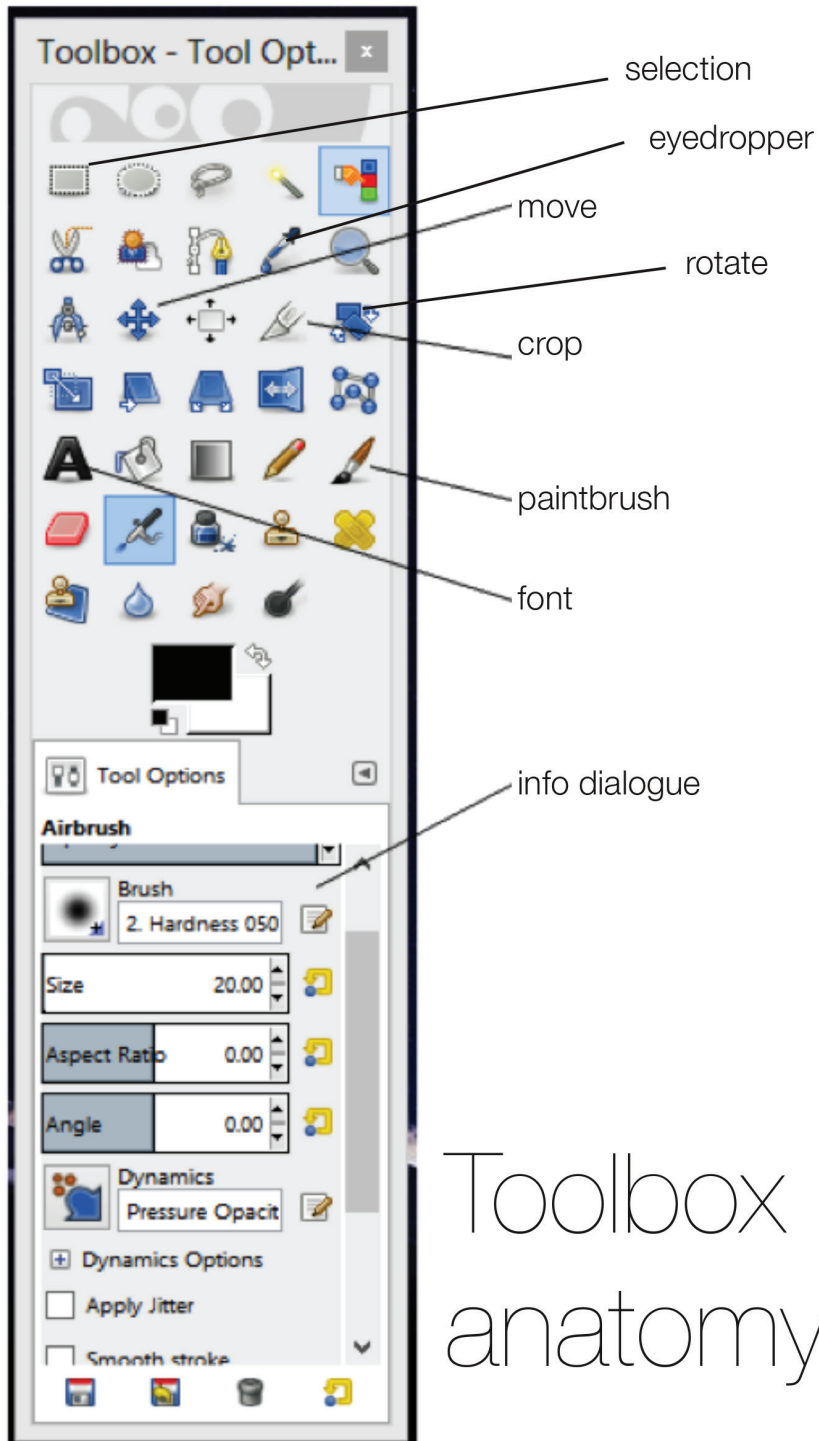 Toolbox - Tool Opt...
selection
eyedropper
move
rotate
crop
paintbrush
font
Tool Options
info dialogue
Airbrush
Brush
2. Hardness 050
Size 20.00
Aspect Ratio 0.00
Angle 0.00
Dynamics
Pressure Opacit
Dynamics Options
Apply Jitter
Smooth stroke
Toolbox
anatomy